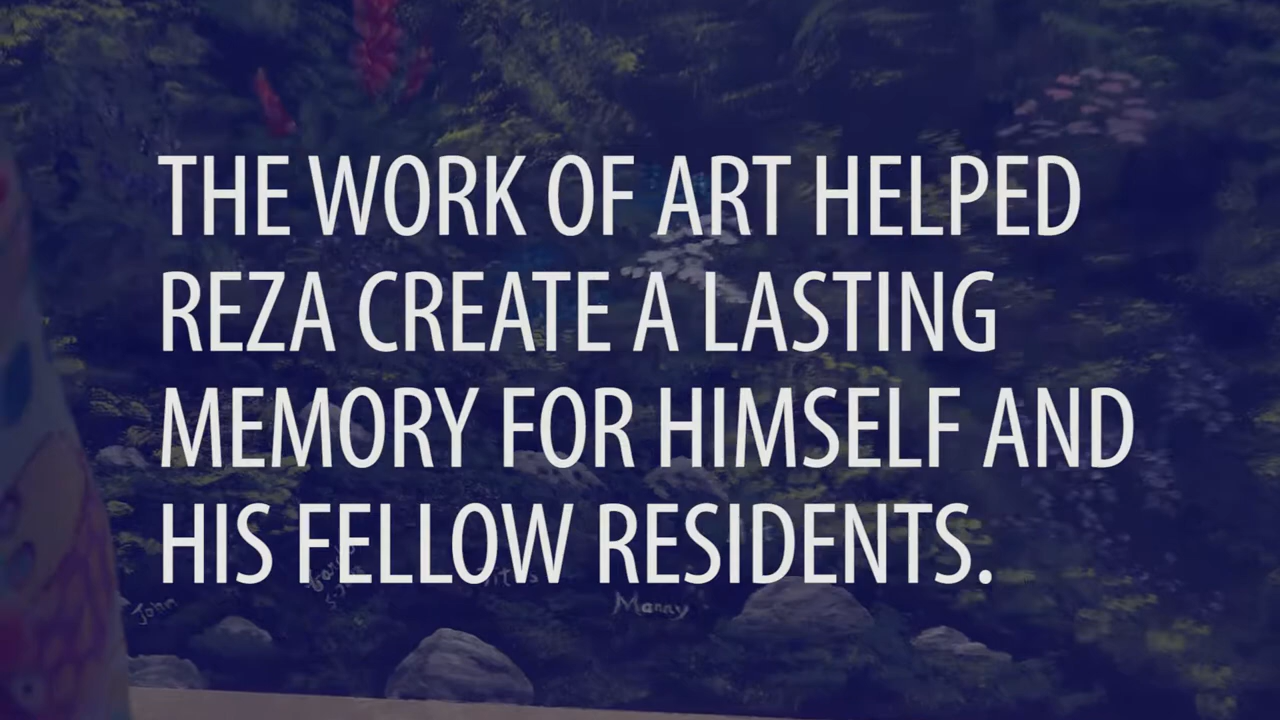 THE WORK OF ART HELPED
REZA CREATE A LASTING
MEMORY FOR HIMSELF AND
HIS FELLOW RESIDENTS.
John
Manny